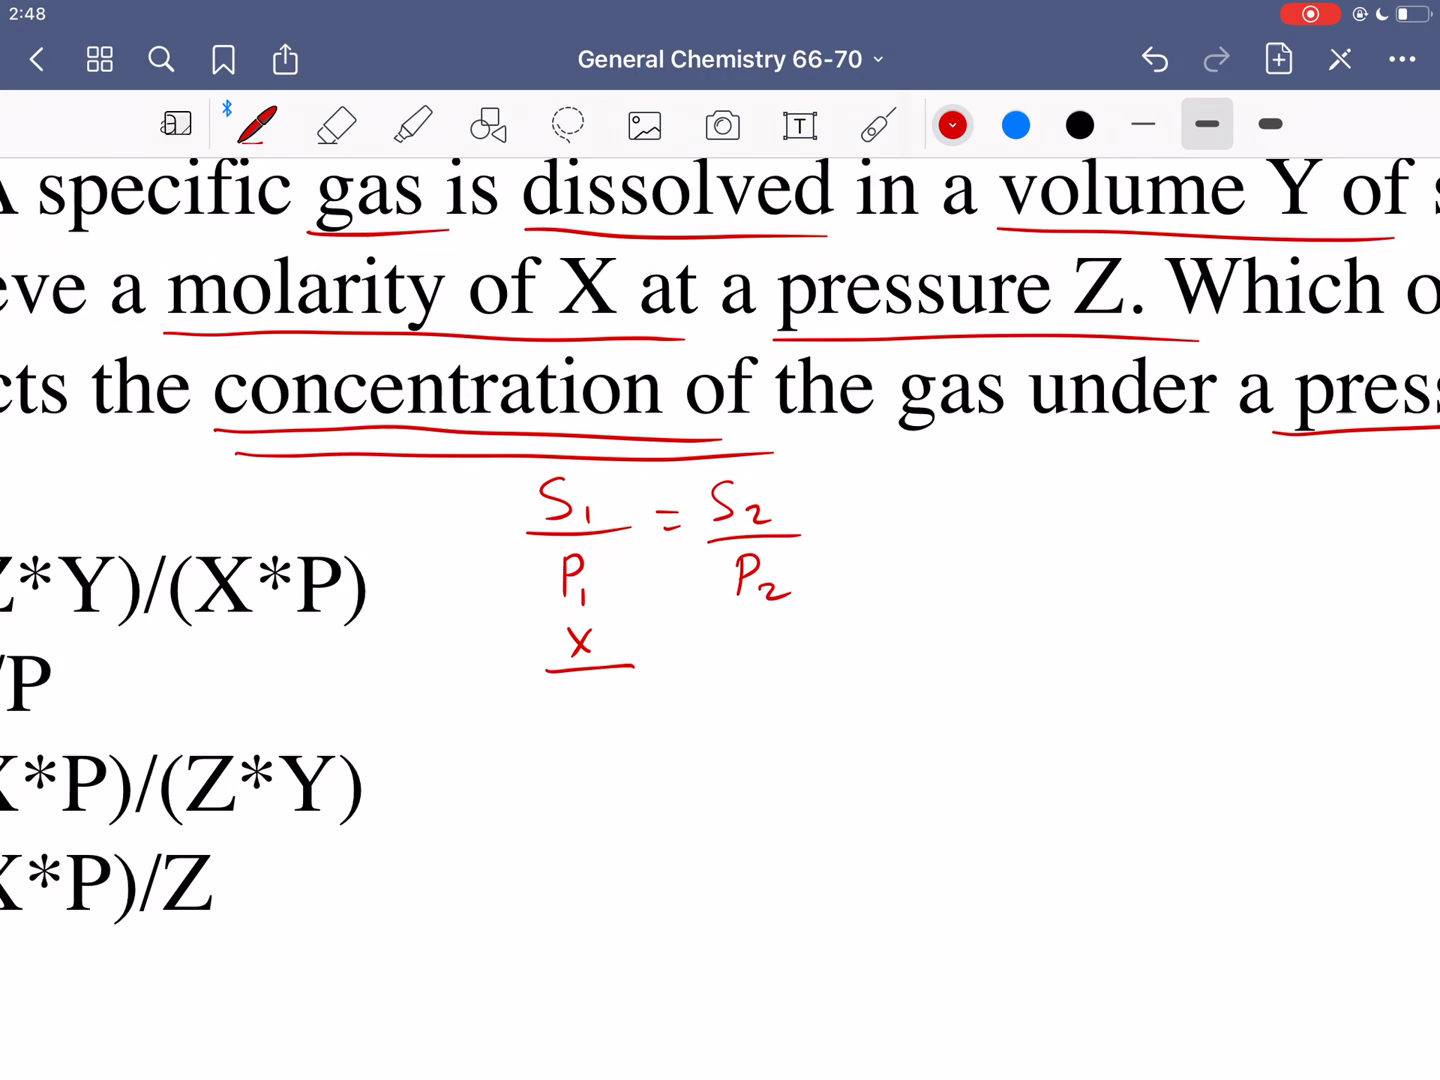 2:48
General Chemistry 66-70
A specific gas is dissolved in a volume Y of s
eve a molarity of X at a pressure Z. Which o
cts the concentration of the gas under a press
S₁ = S₂
P₁ P₂
X
Z*Y)/(X*P)
/P
X*P)/(Z*Y)
X*P)/Z